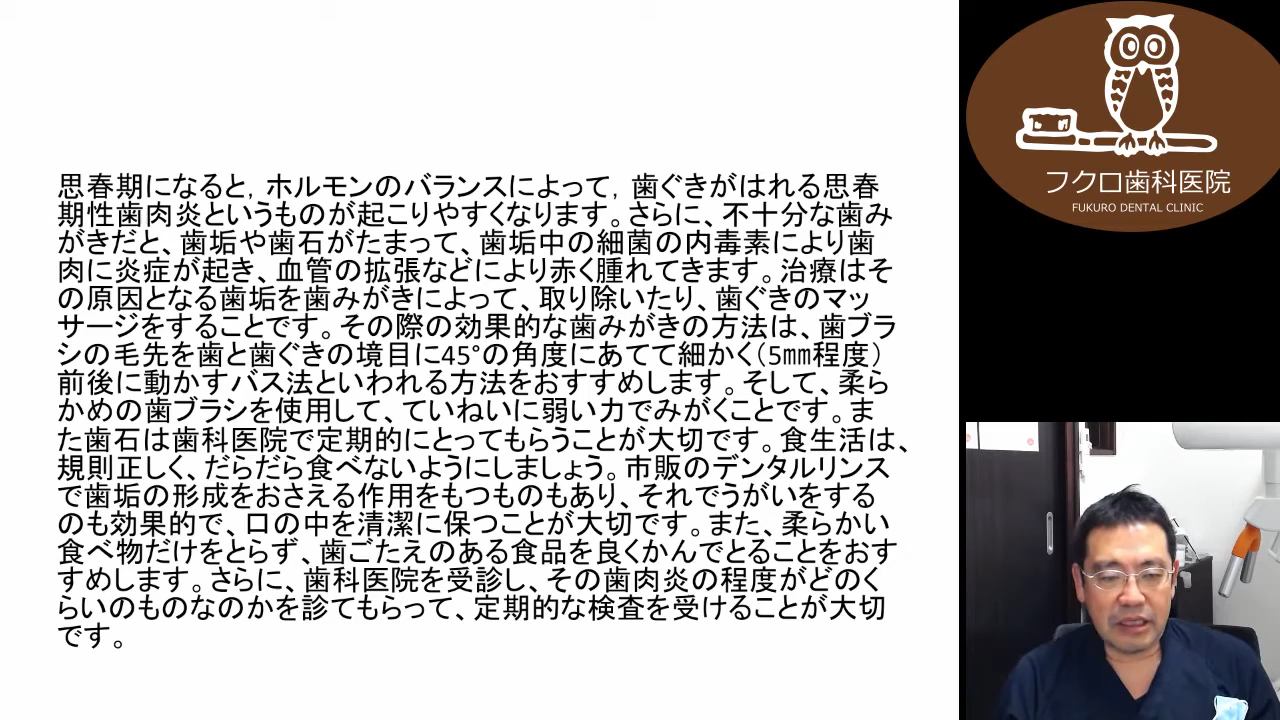 思春期になると，ホルモンのバランスによって，歯ぐきがはれる思春
期性歯肉炎というものが起こりやすくなります。さらに、不十分な歯み
がきだと、歯垢や歯石がたまって、歯垢中の細菌の内毒素により歯
肉に炎症が起き、血管の拡張などにより赤く腫れてきます。治療はそ
の原因となる歯垢を歯みがきによって、取り除いたり、歯ぐきのマッ
サージをすることです。その際の効果的な歯みがきの方法は、歯ブラ
シの毛先を歯と歯ぐきの境目に45°の角度にあてて細かく（5㎜程度）
前後に動かすバス法といわれる方法をおすすめします。そして、柔ら
かめの歯ブラシを使用して、ていねいに弱い力でみがくことです。ま
た歯石は歯科医院で定期的にとってもらうことが大切です。食生活は、
規則正しく、だらだら食べないようにしましょう。市販のデンタルリンス
で歯垢の形成をおさえる作用をもつものもあり、それでうがいをする
のも効果的で、口の中を清潔に保つことが大切です。また、柔らかい
食べ物だけをとらず、歯ごたえのある食品を良くかんでとることをおす
すめします。さらに、歯科医院を受診し、その歯肉炎の程度がどのく
らいのものなのかを診てもらって、定期的な検査を受けることが大切
です。
フクロ歯科医院
FUKURO DENTAL CLINIC